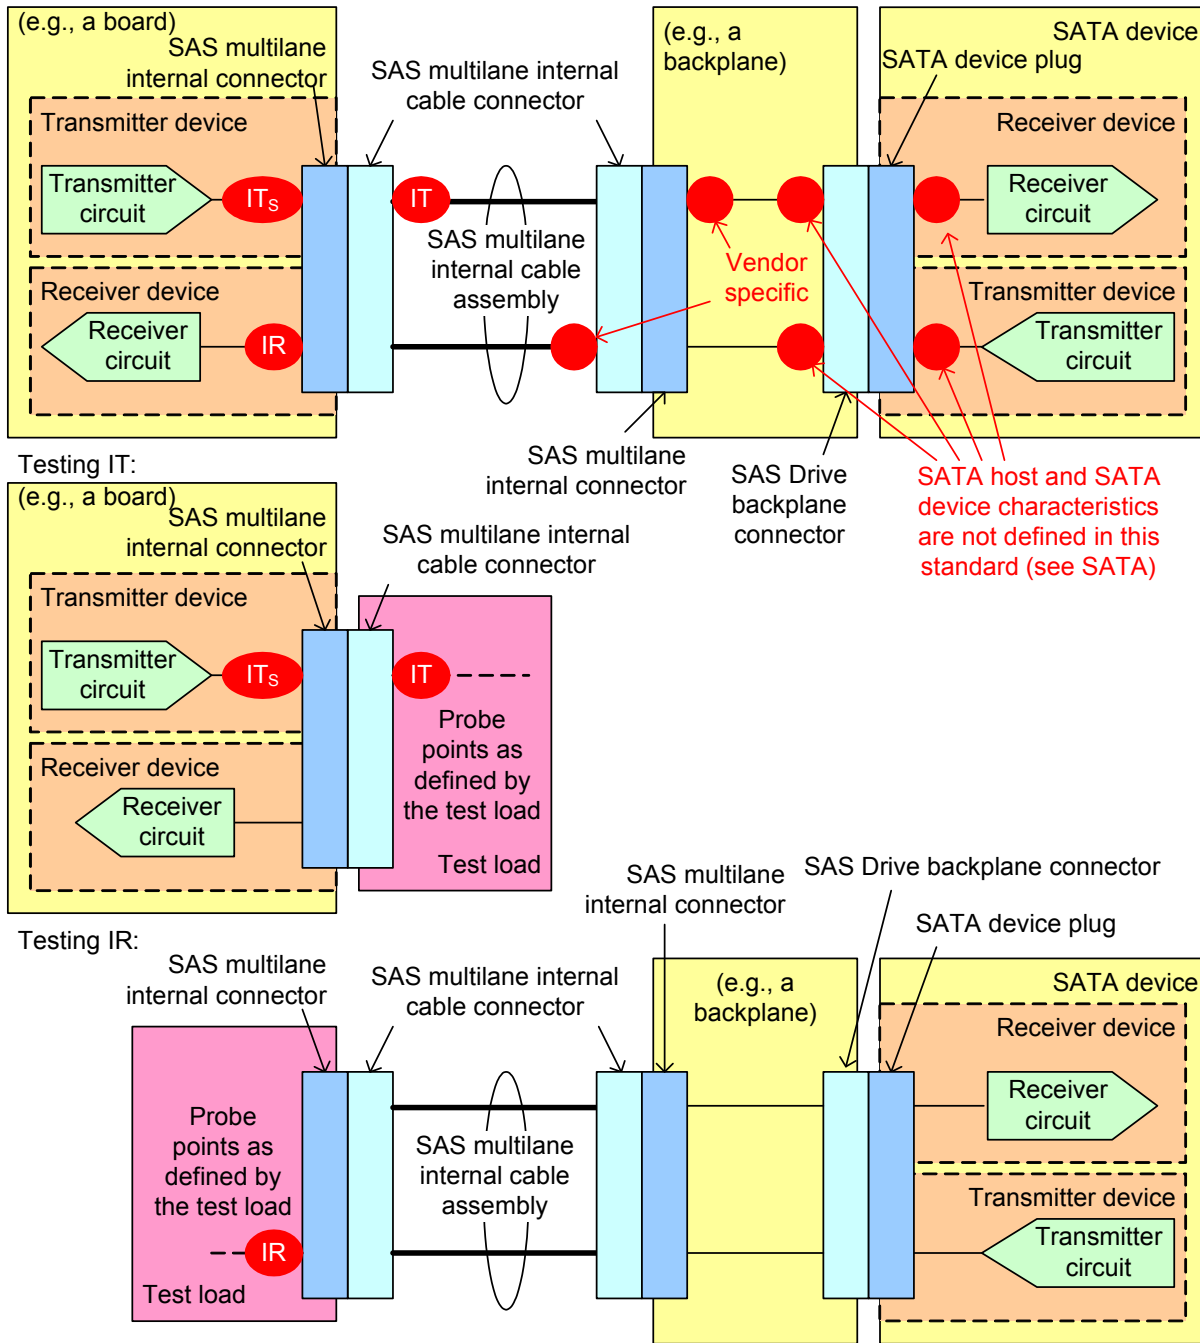 (e.g., a board)
SAS multilane
internal connector
SAS multilane internal
cable connector
(e.g., a
backplane)
SATA device
SATA device plug
Transmitter device
Transmitter
circuit
ITS
IT
Receiver device
Receiver
circuit
Receiver device
Receiver
circuit
IR
SAS multilane
internal cable
assembly
Vendor
specific
Transmitter device
Transmitter
circuit
SAS multilane
internal connector
SAS Drive
backplane
connector
SATA host and SATA
device characteristics
are not defined in this
standard (see SATA)
Testing IT:
(e.g., a board)
SAS multilane
internal connector
SAS multilane internal
cable connector
Transmitter device
Transmitter
circuit
ITS
IT
Probe
points as
defined by
the test load
Test load
Receiver device
Receiver
circuit
Testing IR:
SAS multilane
internal connector
SAS multilane internal
cable connector
SAS multilane
internal connector
SAS Drive backplane connector
SATA device plug
(e.g., a
backplane)
SATA device
Receiver device
Receiver
circuit
Probe
points as
defined by
the test load
IR
Test load
SAS multilane
internal cable
assembly
Transmitter device
Transmitter
circuit